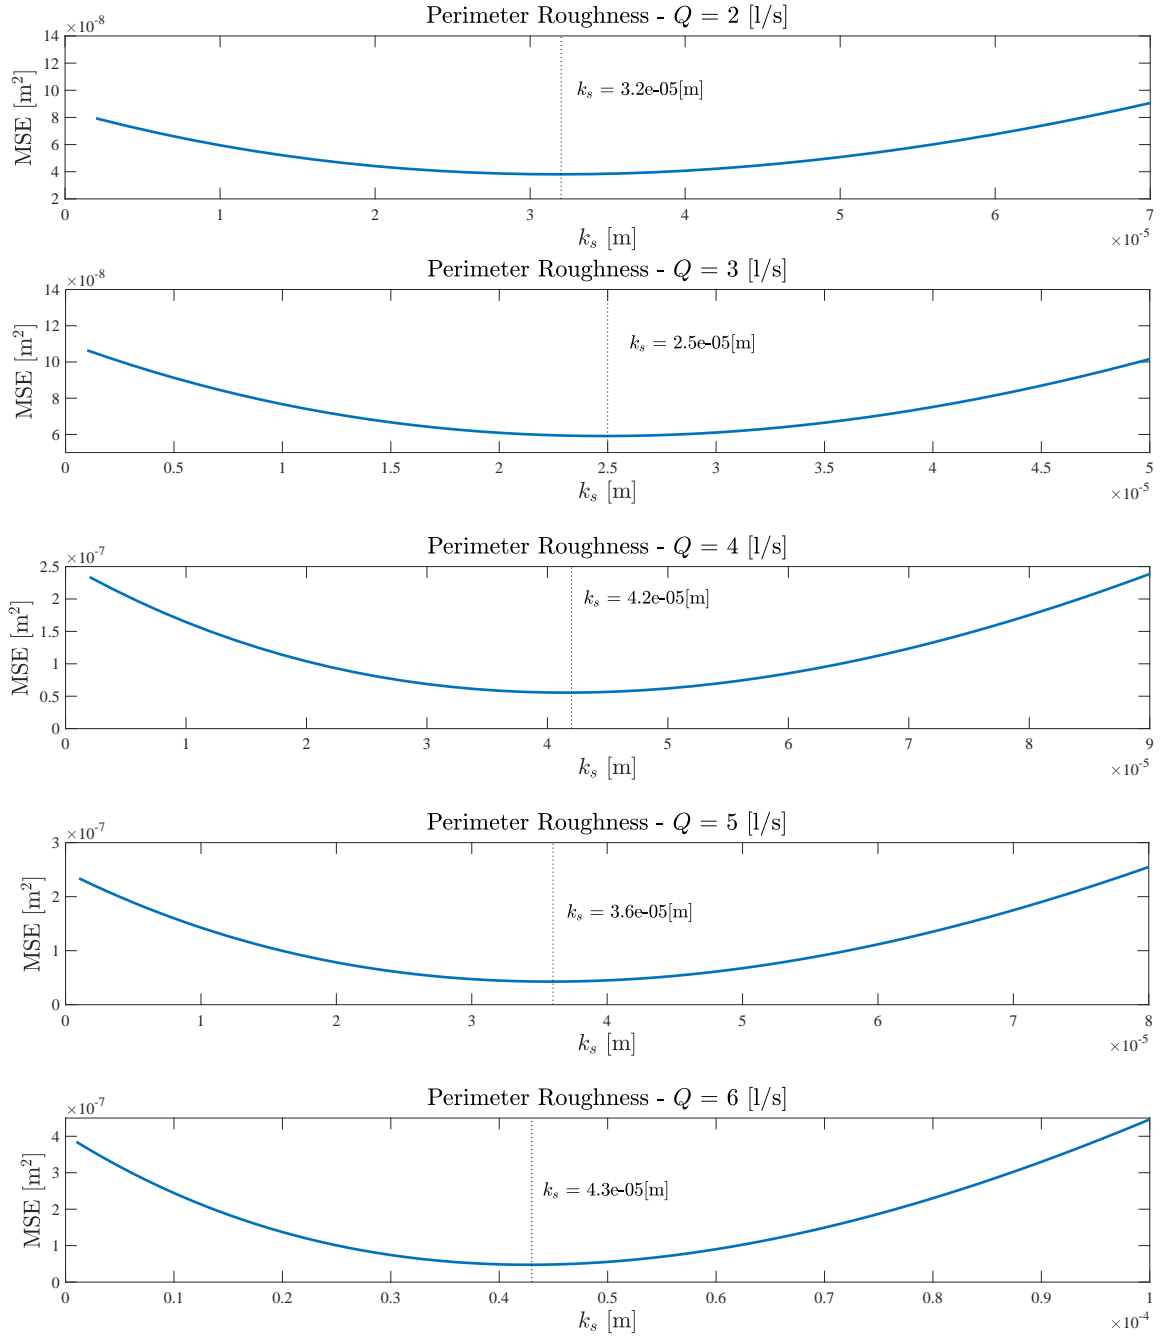 Perimeter Roughness - Q = 2 [l/s]
×10^-8
14
12
10
8
6
4
2
MSE [m²]
k_s = 3.2e-05[m]
0 1 2 3 4 5 6 7
k_s [m]
×10^-5
Perimeter Roughness - Q = 3 [l/s]
×10^-8
14
12
10
8
6
MSE [m²]
k_s = 2.5e-05[m]
0 0.5 1 1.5 2 2.5 3 3.5 4 4.5 5
k_s [m]
×10^-5
Perimeter Roughness - Q = 4 [l/s]
×10^-7
2.5
2
1.5
1
0.5
0
MSE [m²]
k_s = 4.2e-05[m]
0 1 2 3 4 5 6 7 8 9
k_s [m]
×10^-5
Perimeter Roughness - Q = 5 [l/s]
×10^-7
3
2
1
0
MSE [m²]
k_s = 3.6e-05[m]
0 1 2 3 4 5 6 7 8
k_s [m]
×10^-5
Perimeter Roughness - Q = 6 [l/s]
×10^-7
4
3
2
1
0
MSE [m²]
k_s = 4.3e-05[m]
0 0.1 0.2 0.3 0.4 0.5 0.6 0.7 0.8 0.9 1
k_s [m]
×10^-4